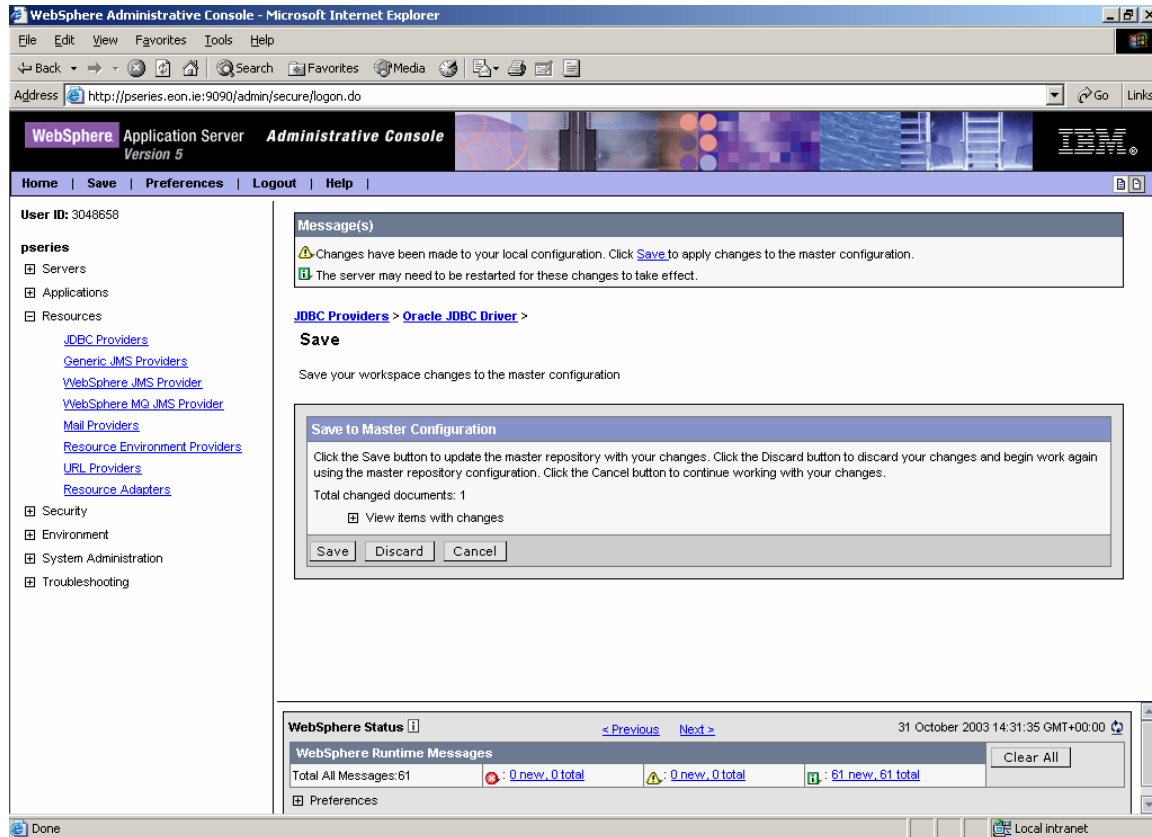 WebSphere Administrative Console - Microsoft Internet Explorer
File Edit View Favorites Tools Help
Back Search Favorites Media
Address http://pseries.eon.ie:9090/admin/secure/logon.do Go Links
WebSphere Application Server Administrative Console
Version 5
IBM
Home | Save | Preferences | Logout | Help |
User ID: 3048658
pseries
Servers
Applications
Resources
JDBC Providers
Generic JMS Providers
WebSphere JMS Provider
WebSphere MQ JMS Provider
Mail Providers
Resource Environment Providers
URL Providers
Resource Adapters
Security
Environment
System Administration
Troubleshooting
Message(s)
Changes have been made to your local configuration. Click Save to apply changes to the master configuration.
The server may need to be restarted for these changes to take effect.
JDBC Providers > Oracle JDBC Driver >
Save
Save your workspace changes to the master configuration
Save to Master Configuration
Click the Save button to update the master repository with your changes. Click the Discard button to discard your changes and begin work again
using the master repository configuration. Click the Cancel button to continue working with your changes.
Total changed documents: 1
View items with changes
Save Discard Cancel
WebSphere Status < Previous Next > 31 October 2003 14:31:35 GMT+00:00
WebSphere Runtime Messages Clear All
Total All Messages:61 : 0 new, 0 total : 0 new, 0 total : 61 new, 61 total
Preferences
Done Local intranet